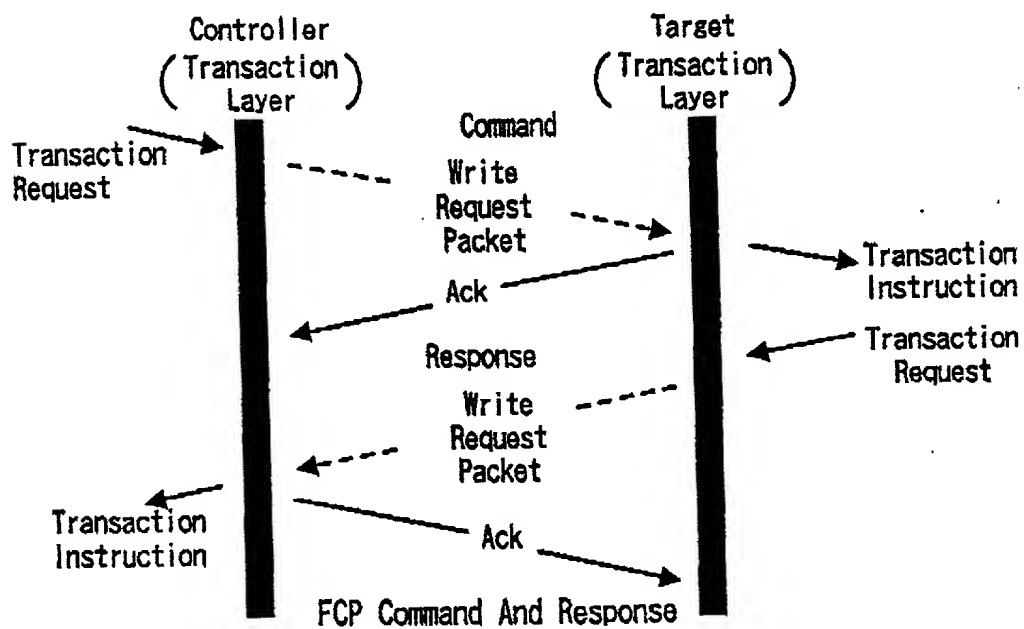 Controller
(Transaction
Layer)
Target
(Transaction
Layer)
Command
Transaction
Request
Write
Request
Packet
Transaction
Instruction
Ack
Response
Transaction
Request
Write
Request
Packet
Transaction
Instruction
Ack
FCP Command And Response